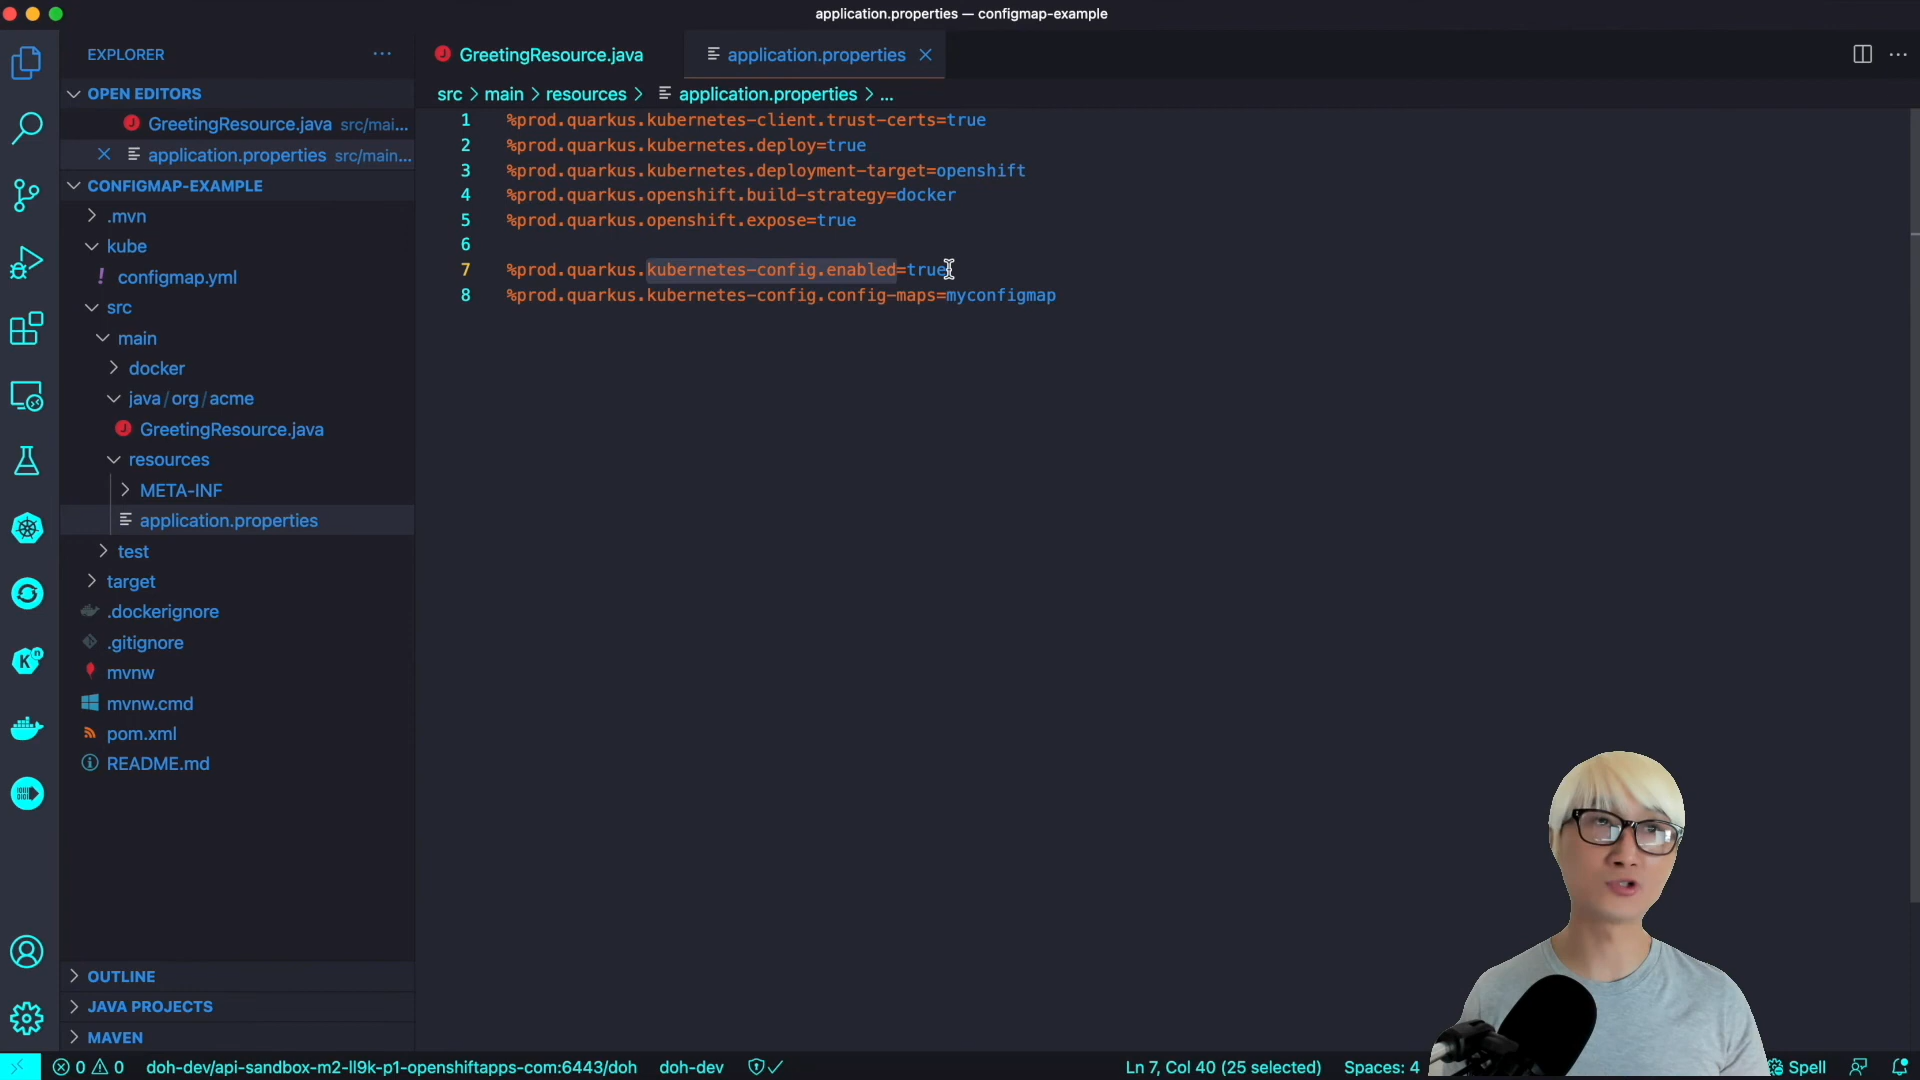 application.properties — configmap-example
EXPLORER
GreetingResource.java
application.properties
OPEN EDITORS
GreetingResource.java src/mai...
application.properties src/main...
CONFIGMAP-EXAMPLE
.mvn
kube
configmap.yml
src
main
docker
java/org/acme
GreetingResource.java
resources
META-INF
application.properties
test
target
.dockerignore
.gitignore
mvnw
mvnw.cmd
pom.xml
README.md
OUTLINE
JAVA PROJECTS
MAVEN
src > main > resources > application.properties > ...
1 %prod.quarkus.kubernetes-client.trust-certs=true
2 %prod.quarkus.kubernetes.deploy=true
3 %prod.quarkus.kubernetes.deployment-target=openshift
4 %prod.quarkus.openshift.build-strategy=docker
5 %prod.quarkus.openshift.expose=true
6
7 %prod.quarkus.kubernetes-config.enabled=true
8 %prod.quarkus.kubernetes-config.config-maps=myconfigmap
0 0 doh-dev/api-sandbox-m2-ll9k-p1-openshiftapps-com:6443/doh doh-dev Ln 7, Col 40 (25 selected) Spaces: 4 Spell